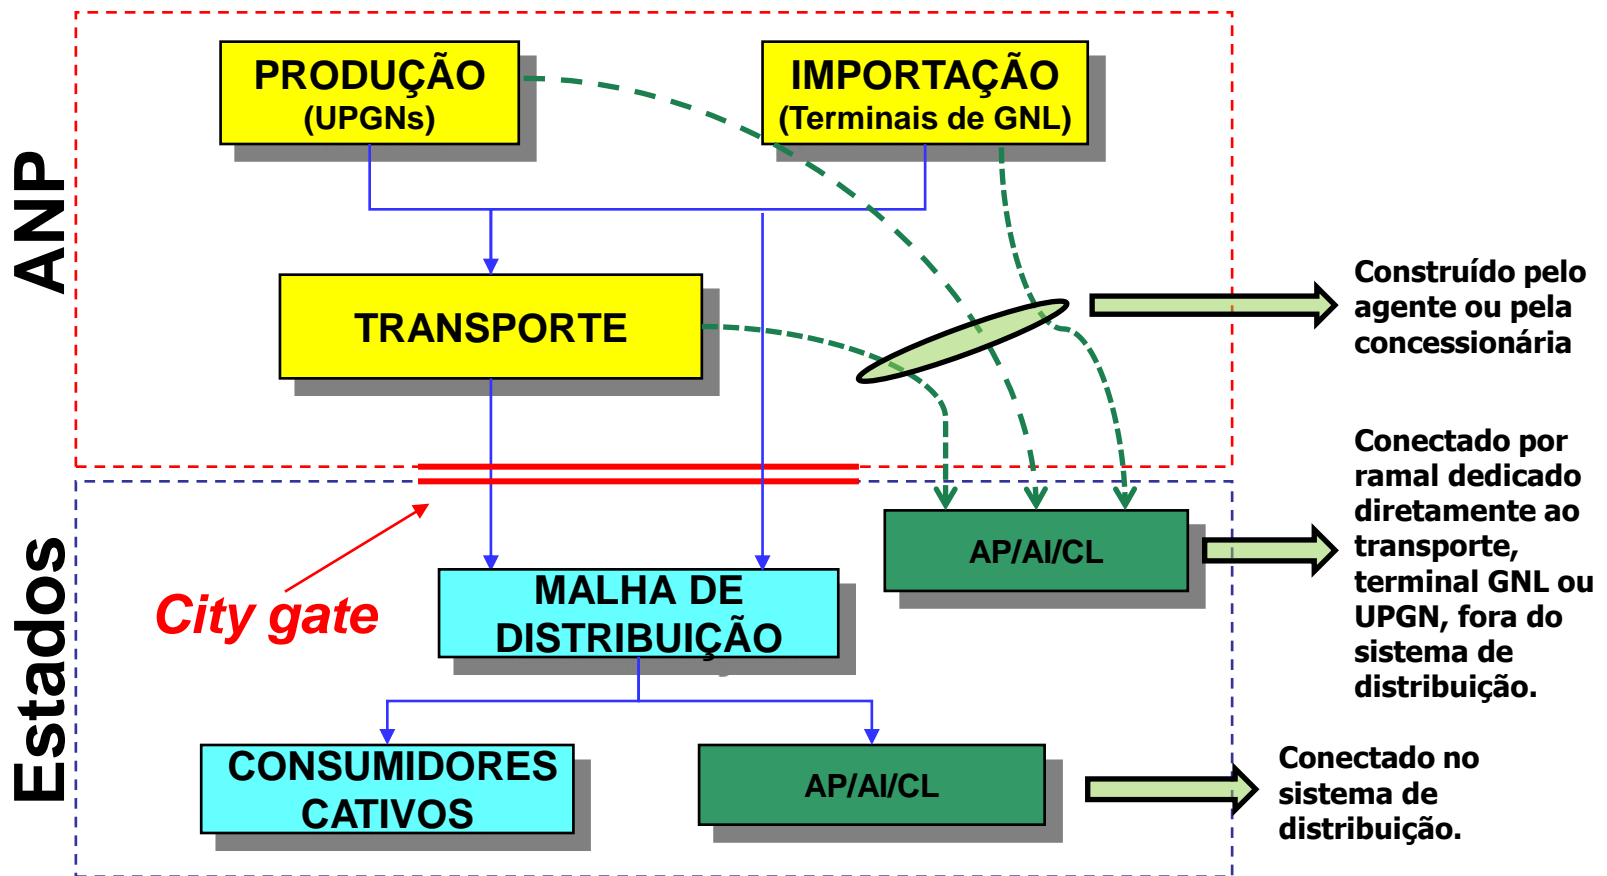 ANP
PRODUÇÃO
(UPGNs)
IMPORTAÇÃO
(Terminais de GNL)
TRANSPORTE
Construído pelo
agente ou pela
concessionária
Estados
City gate
AP/AI/CL
Conectado por
ramal dedicado
diretamente ao
transporte,
terminal GNL ou
UPGN, fora do
sistema de
distribuição.
MALHA DE
DISTRIBUIÇÃO
CONSUMIDORES
CATIVOS
AP/AI/CL
Conectado no
sistema de
distribuição.